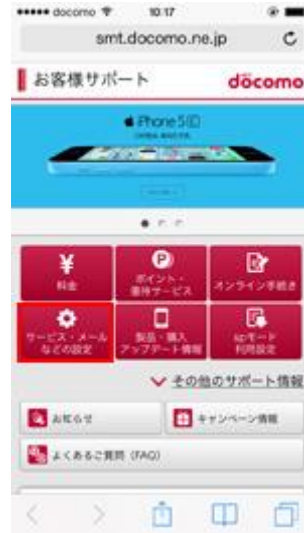 docomo 10:17
smt.docomo.ne.jp
お客様サポート döcomo
iPhone 5c
料金
ポイント・
優待サービス
オンライン手続き
サービス・メール
などの設定
製品・購入
アップデート情報
spモード
利用設定
その他のサポート情報
お知らせ
キャンペーン情報
よくあるご質問 (FAQ)